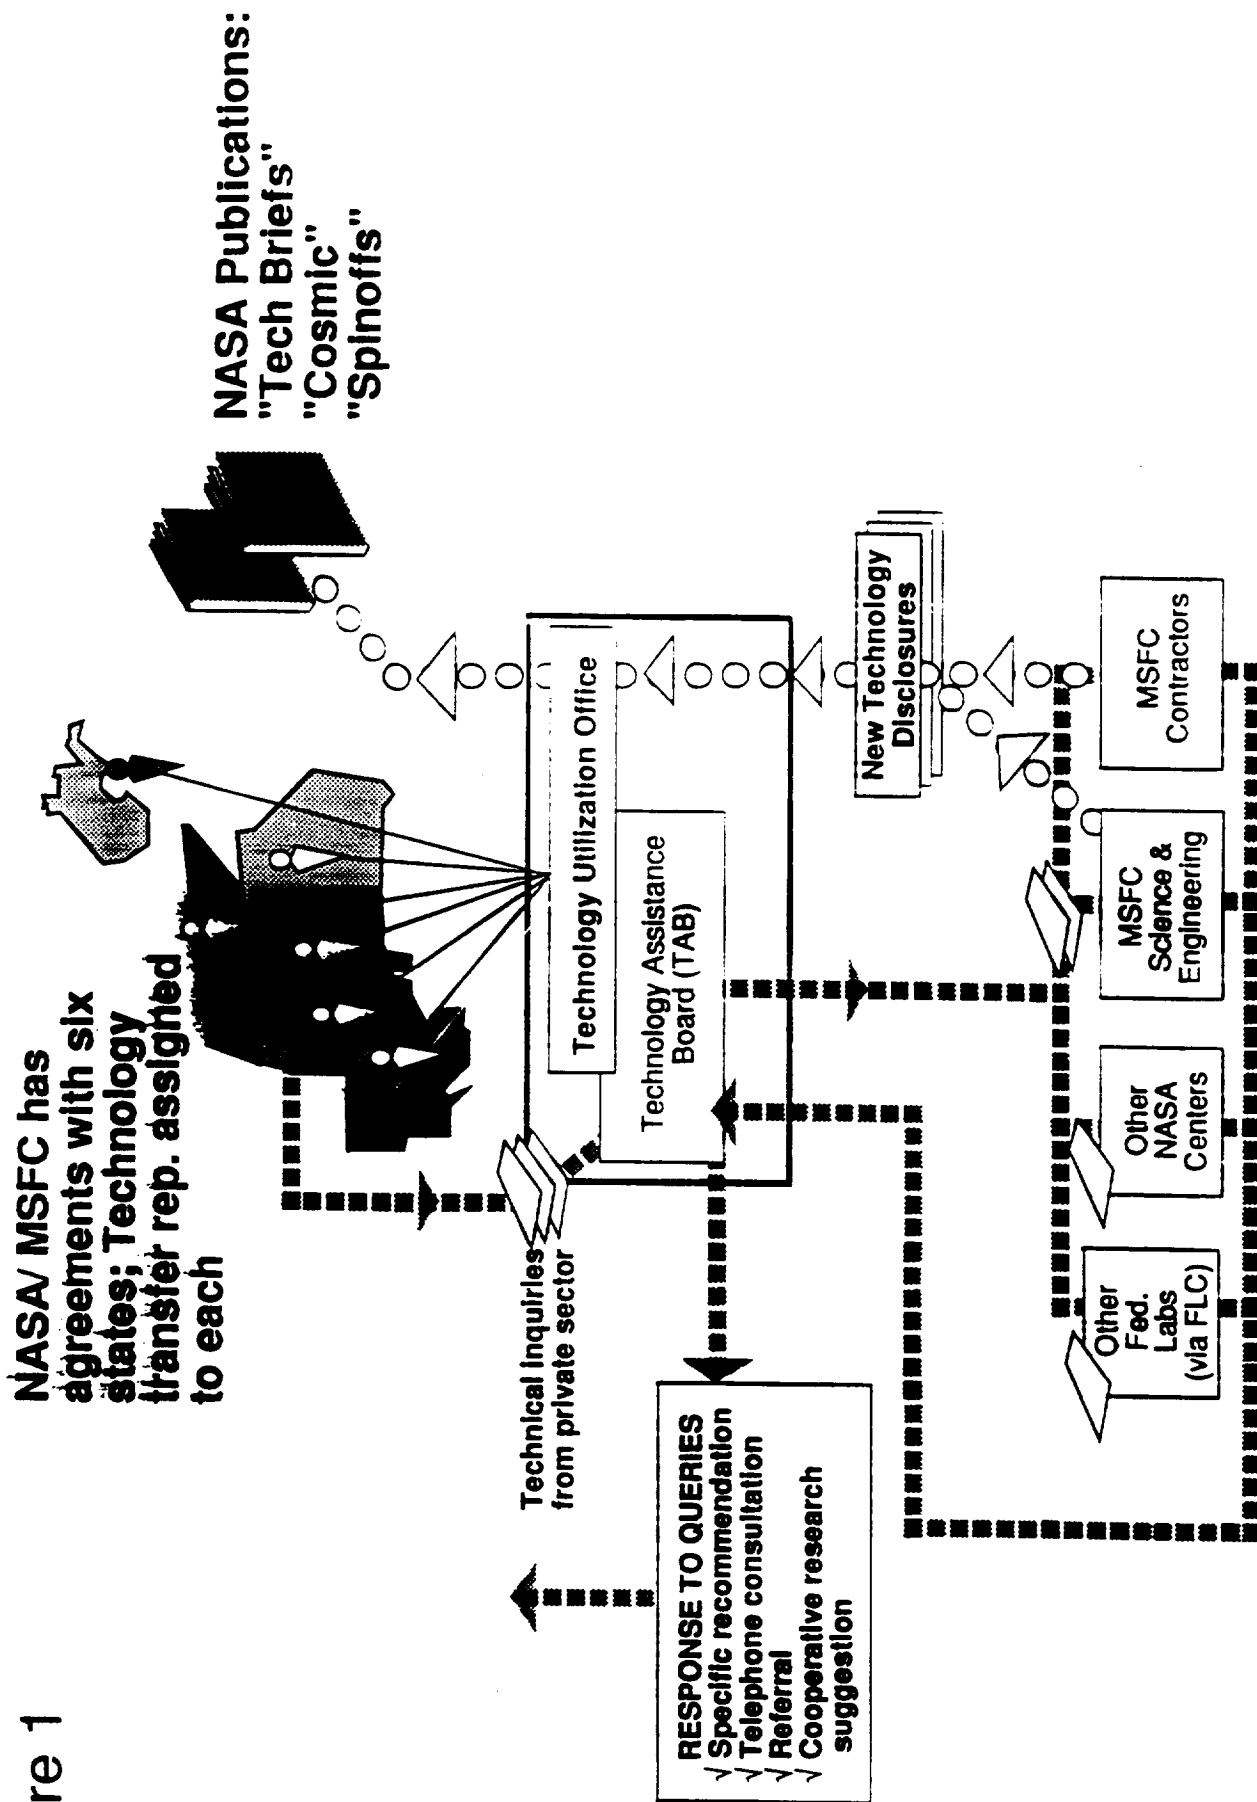 re 1
NASA/ MSFC has
agreements with six
states; Technology
transfer rep. assigned
to each
NASA Publications:
"Tech Briefs"
"Cosmic"
"Spinoffs"
Technical inquiries
from private sector
Technology Utilization Office
Technology Assistance
Board (TAB)
RESPONSE TO QUERIES
√ Specific recommendation
√ Telephone consultation
√ Referral
√ Cooperative research
suggestion
New Technology
Disclosures
Other
Fed.
Labs
(via FLC)
Other
NASA
Centers
MSFC
Science &
Engineering
MSFC
Contractors